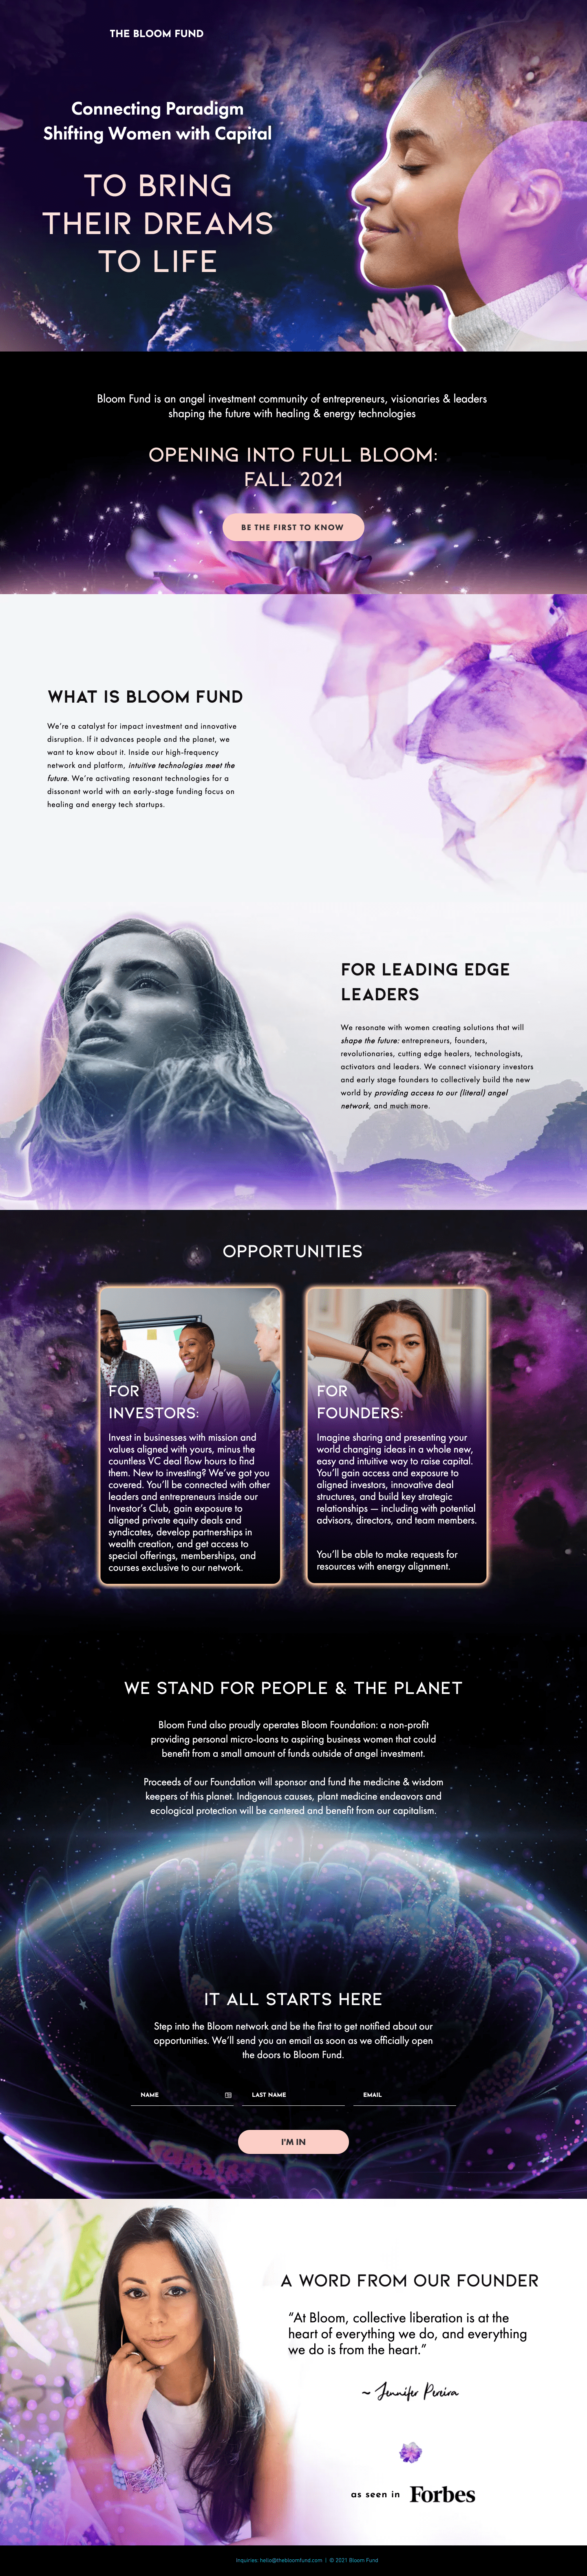 THE BLOOM FUND
Connecting Paradigm
Shifting Women with Capital
TO BRING
THEIR DREAMS
TO LIFE
Bloom Fund is an angel investment community of entrepreneurs, visionaries & leaders
shaping the future with healing & energy technologies
OPENING INTO FULL BLOOM:
FALL 2021
BE THE FIRST TO KNOW
WHAT IS BLOOM FUND
We're a catalyst for impact investment and innovative
disruption. If it advances people and the planet, we
want to know about it. Inside our high-frequency
network and platform, intuitive technologies meet the
future. We're activating resonant technologies for a
dissonant world with an early-stage funding focus on
healing and energy tech startups.
FOR LEADING EDGE
LEADERS
We resonate with women creating solutions that will
shape the future: entrepreneurs, founders,
revolutionaries, cutting edge healers, technologists,
activators and leaders. We connect visionary investors
and early stage founders to collectively build the new
world by providing access to our (literal) angel
network, and much more.
OPPORTUNITIES
FOR
INVESTORS:
Invest in businesses with mission and
values aligned with yours, minus the
countless VC deal flow hours to find
them. New to investing? We've got you
covered. You'll be connected with other
leaders and entrepreneurs inside our
Investor's Club, gain exposure to
aligned private equity deals and
syndicates, develop partnerships in
wealth creation, and get access to
special offerings, memberships, and
courses exclusive to our network.
FOR
FOUNDERS:
Imagine sharing and presenting your
world changing ideas in a whole new,
easy and intuitive way to raise capital.
You'll gain access and exposure to
aligned investors, innovative deal
structures, and build key strategic
relationships — including with potential
advisors, directors, and team members.
You'll be able to make requests for
resources with energy alignment.
WE STAND FOR PEOPLE & THE PLANET
Bloom Fund also proudly operates Bloom Foundation: a non-profit
providing personal micro-loans to aspiring business women that could
benefit from a small amount of funds outside of angel investment.
Proceeds of our Foundation will sponsor and fund the medicine & wisdom
keepers of this planet. Indigenous causes, plant medicine endeavors and
ecological protection will be centered and benefit from our capitalism.
IT ALL STARTS HERE
Step into the Bloom network and be the first to get notified about our
opportunities. We'll send you an email as soon as we officially open
the doors to Bloom Fund.
NAME LAST NAME EMAIL
I'M IN
A WORD FROM OUR FOUNDER
“At Bloom, collective liberation is at the
heart of everything we do, and everything
we do is from the heart.”
~ Jennifer Pereira
as seen in Forbes
Inquiries: hello@thebloomfund.com | © 2021 Bloom Fund